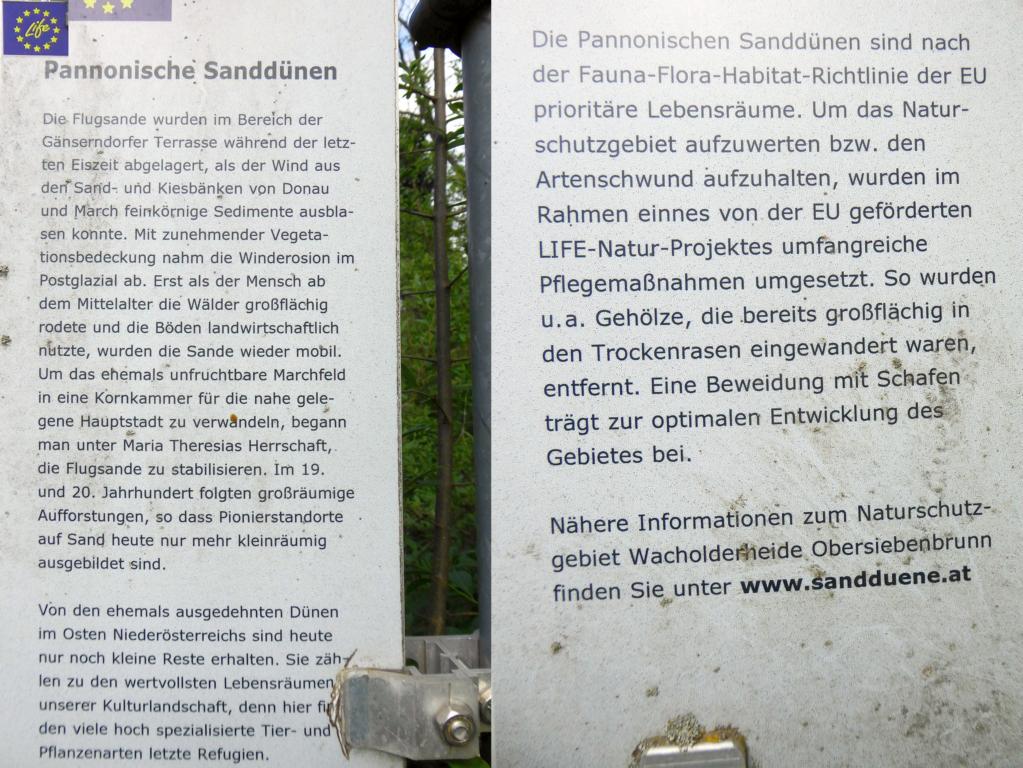 Life
Pannonische Sanddünen
Die Flugsande wurden im Bereich der
Gänserndorfer Terrasse während der letz-
ten Eiszeit abgelagert, als der Wind aus
den Sand- und Kiesbänken von Donau
und March feinkörnige Sedimente ausbla-
sen konnte. Mit zunehmender Vegeta-
tionsbedeckung nahm die Winderosion im
Postglazial ab. Erst als der Mensch ab
dem Mittelalter die Wälder großflächig
rodete und die Böden landwirtschaftlich
nutzte, wurden die Sande wieder mobil.
Um das ehemals unfruchtbare Marchfeld
in eine Kornkammer für die nahe gele-
gene Hauptstadt zu verwandeln, begann
man unter Maria Theresias Herrschaft,
die Flugsande zu stabilisieren. Im 19.
und 20. Jahrhundert folgten großräumige
Aufforstungen, so dass Pionierstandorte
auf Sand heute nur mehr kleinräumig
ausgebildet sind.
Von den ehemals ausgedehnten Dünen
im Osten Niederösterreichs sind heute
nur noch kleine Reste erhalten. Sie zäh-
len zu den wertvollsten Lebensräumen
unserer Kulturlandschaft, denn hier fin
den viele hoch spezialisierte Tier- und
Pflanzenarten letzte Refugien.
Die Pannonischen Sanddünen sind nach
der Fauna-Flora-Habitat-Richtlinie der EU
prioritäre Lebensräume. Um das Natur-
schutzgebiet aufzuwerten bzw. den
Artenschwund aufzuhalten, wurden im
Rahmen einnes von der EU geförderten
LIFE-Natur-Projektes umfangreiche
Pflegemaßnahmen umgesetzt. So wurden
u.a. Gehölze, die bereits großflächig in
den Trockenrasen eingewandert waren,
entfernt. Eine Beweidung mit Schafen
trägt zur optimalen Entwicklung des
Gebietes bei.
Nähere Informationen zum Naturschutz-
gebiet Wacholderheide Obersiebenbrunn
finden Sie unter www.sandduene.at